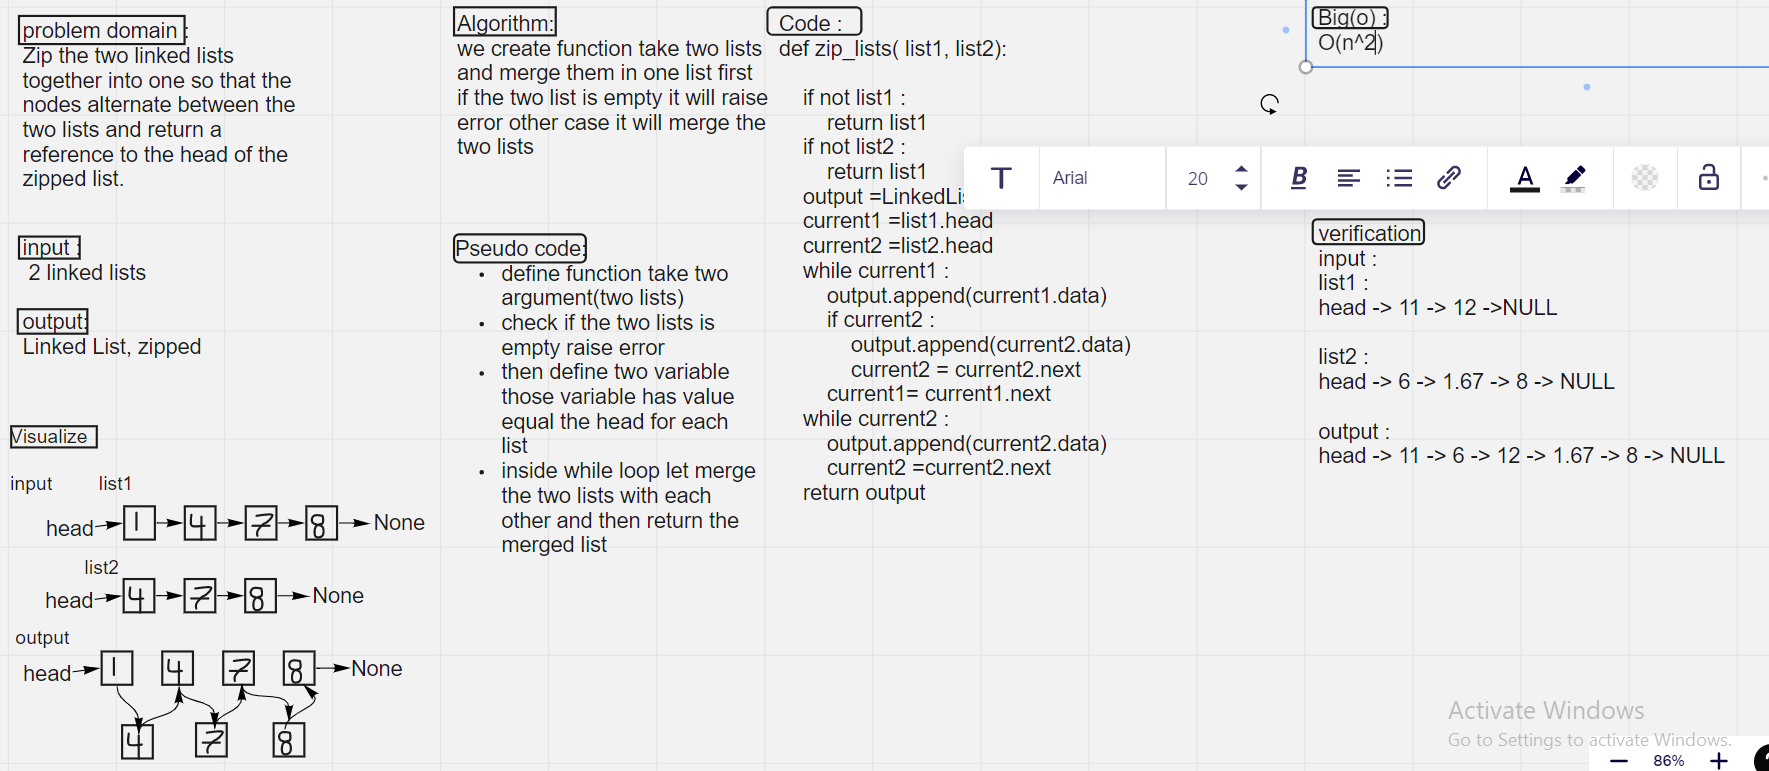 problem domain :
Zip the two linked lists
together into one so that the
nodes alternate between the
two lists and return a
reference to the head of the
zipped list.
input :
2 linked lists
output:
Linked List, zipped
Visualize
input list1
head 1 4 7 8 None
list2
head 4 7 8 None
output
head 1 4 7 8 None
4 7 8
Algorithm:
we create function take two lists
and merge them in one list first
if the two list is empty it will raise
error other case it will merge the
two lists
Pseudo code:
• define function take two
argument(two lists)
• check if the two lists is
empty raise error
• then define two variable
those variable has value
equal the head for each
list
• inside while loop let merge
the two lists with each
other and then return the
merged list
Code :
def zip_lists( list1, list2):
if not list1 :
return list1
if not list2 :
return list1
output =LinkedLi
current1 =list1.head
current2 =list2.head
while current1 :
output.append(current1.data)
if current2 :
output.append(current2.data)
current2 = current2.next
current1= current1.next
while current2 :
output.append(current2.data)
current2 =current2.next
return output
Big(o) :
O(n^2)
T Arial 20 B A
verification
input :
list1 :
head -> 11 -> 12 ->NULL
list2 :
head -> 6 -> 1.67 -> 8 -> NULL
output :
head -> 11 -> 6 -> 12 -> 1.67 -> 8 -> NULL
Activate Windows
Go to Settings to activate Windows.
86%